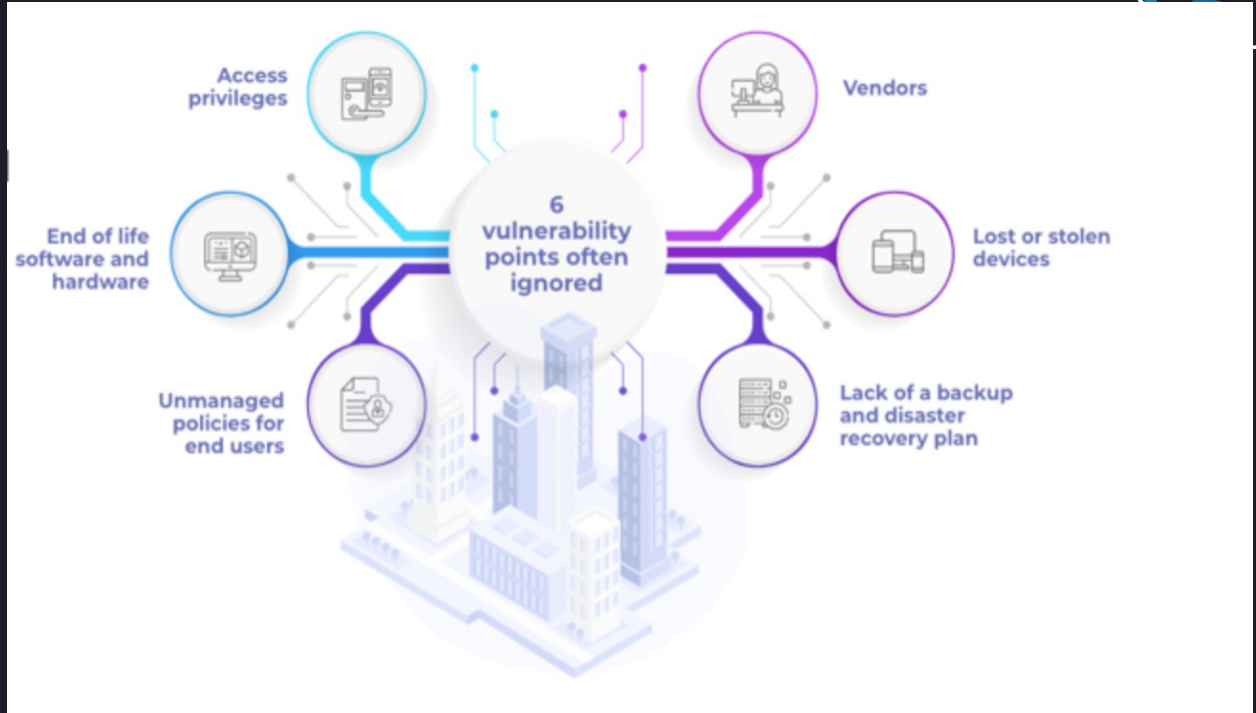 Access
privileges
Vendors
6
vulnerability
points often
ignored
End of life
software and
hardware
Lost or stolen
devices
Unmanaged
policies for
end users
Lack of a backup
and disaster
recovery plan